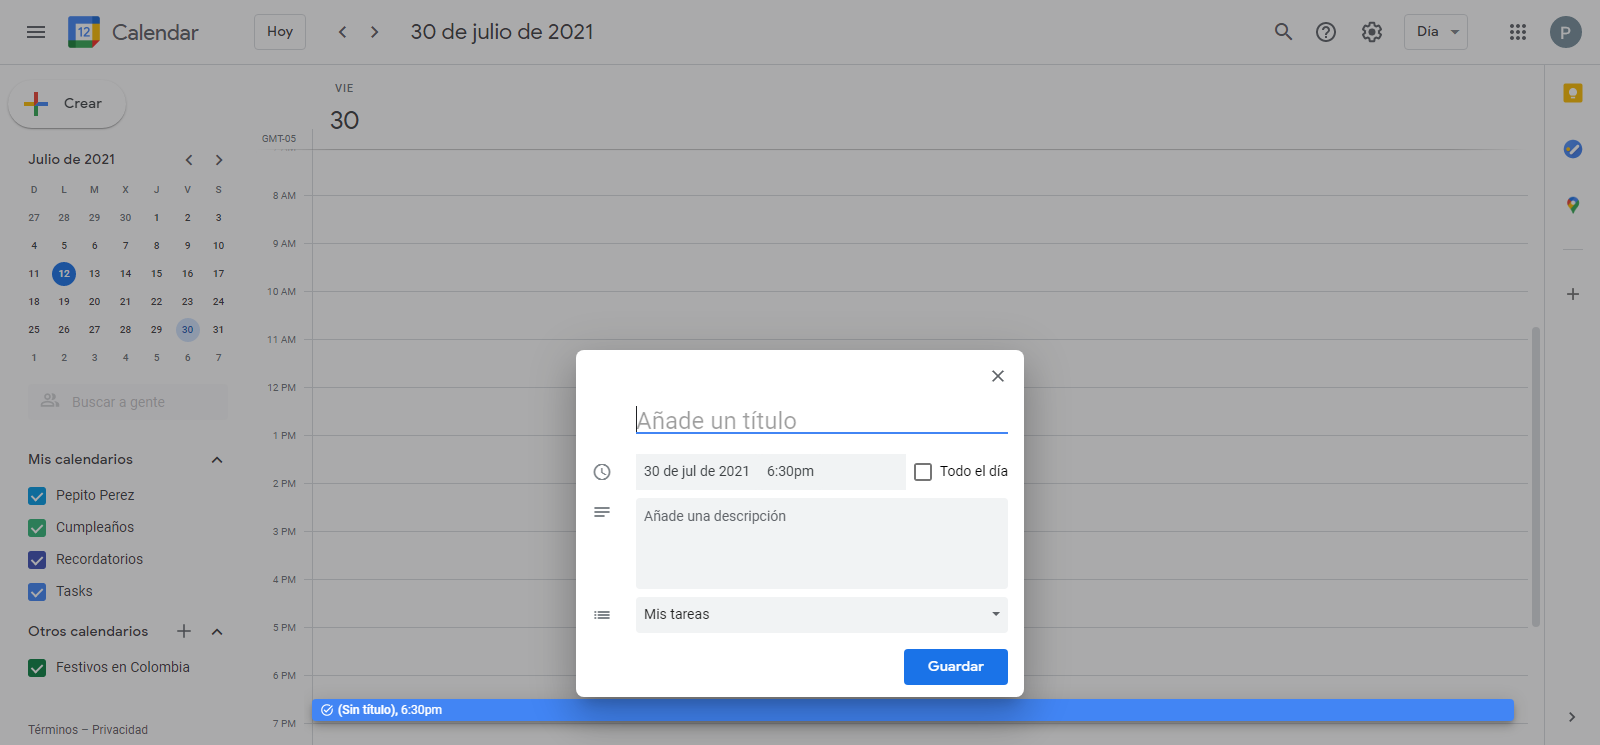 12 Calendar Hoy 30 de julio de 2021 Día P
Crear
VIE
30
GMT-05
Julio de 2021
D L M X J V S
27 28 29 30 1 2 3
4 5 6 7 8 9 10
11 12 13 14 15 16 17
18 19 20 21 22 23 24
25 26 27 28 29 30 31
1 2 3 4 5 6 7
Buscar a gente
Mis calendarios
Pepito Perez
Cumpleaños
Recordatorios
Tasks
Otros calendarios
Festivos en Colombia
Términos – Privacidad
8 AM
9 AM
10 AM
11 AM
12 PM
1 PM
2 PM
3 PM
4 PM
5 PM
6 PM
7 PM
Añade un título
30 de jul de 2021 6:30pm Todo el día
Añade una descripción
Mis tareas
Guardar
(Sin título), 6:30pm